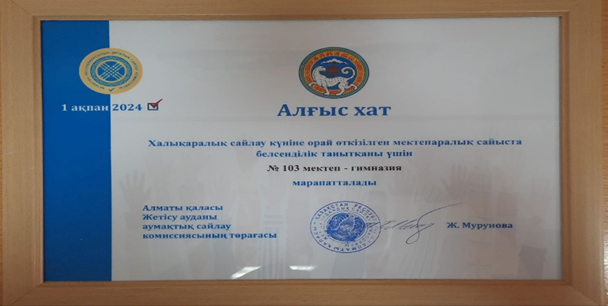 1 ақпан 2024
Алғыс хат
Халықаралық сайлау күніне орай өткізілген мектепаралық сайыста
белсенділік танытқаны үшін
№ 103 мектеп - гимназия
марапатталады
Алматы қаласы
Жетісу ауданы
аумақтық сайлау
комиссиясының төрағасы
Ж. Мурунова